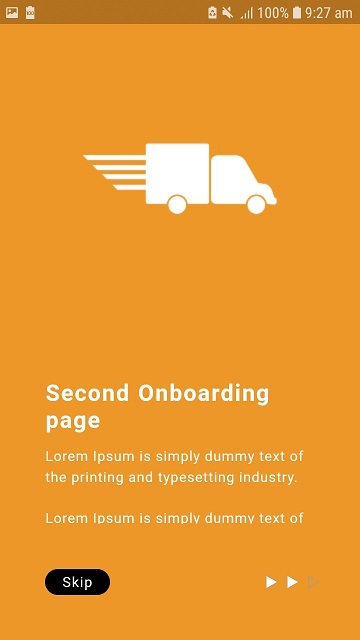 100% 9:27 am
Second Onboarding
page
Lorem Ipsum is simply dummy text of
the printing and typesetting industry.
Lorem Ipsum is simply dummy text of
Skip